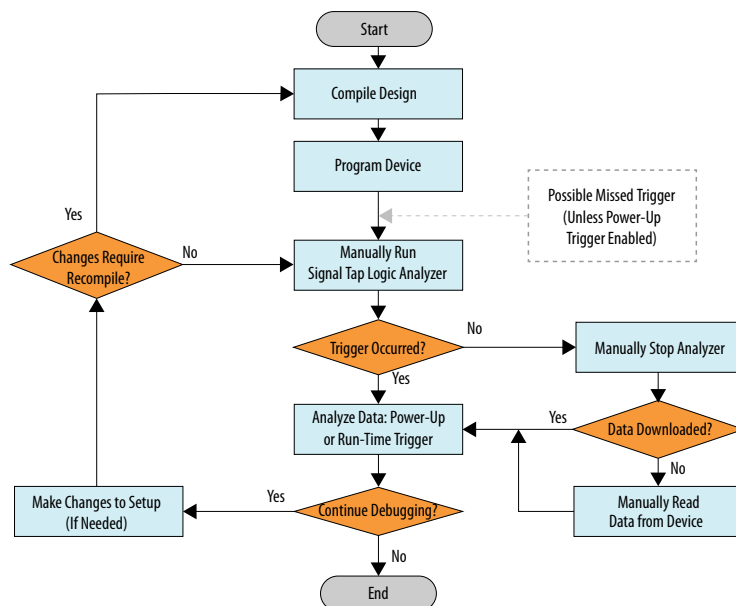 Start
Compile Design
Program Device
Possible Missed Trigger
(Unless Power-Up
Trigger Enabled)
Yes
Changes Require
Recompile?
No
Manually Run
Signal Tap Logic Analyzer
Trigger Occurred?
No
Manually Stop Analyzer
Yes
Analyze Data: Power-Up
or Run-Time Trigger
Yes
Data Downloaded?
No
Manually Read
Data from Device
Make Changes to Setup
(If Needed)
Yes
Continue Debugging?
No
End